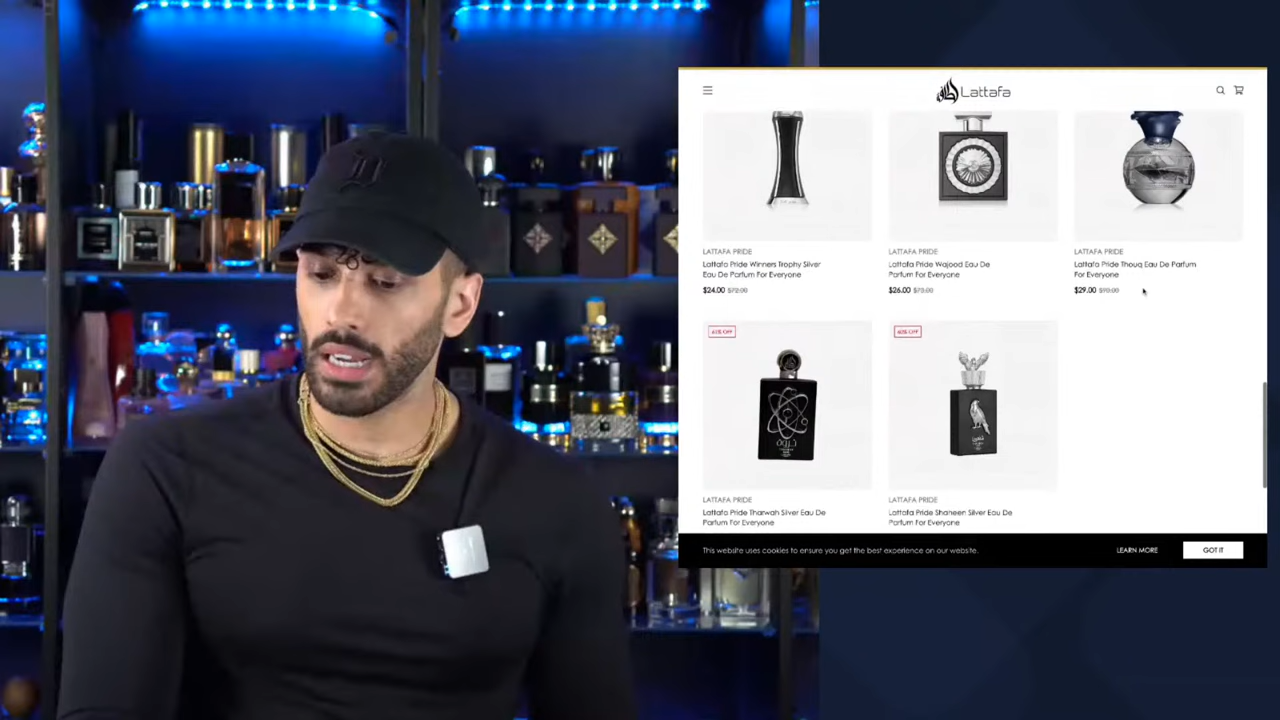 Lattafa
LATTAFA PRIDE
Lattafa Pride Winners Trophy Silver
Eau De Parfum For Everyone
$24.00 $72.00
LATTAFA PRIDE
Lattafa Pride Wajood Eau De
Parfum For Everyone
$26.00
LATTAFA PRIDE
Lattafa Pride Thouq Eau De Parfum
For Everyone
$29.00
LATTAFA PRIDE
Lattafa Pride Tharwah Silver Eau De
Parfum For Everyone
LATTAFA PRIDE
Lattafa Pride Shaheen Silver Eau De
Parfum For Everyone
This website uses cookies to ensure you get the best experience on our website.
LEARN MORE
GOT IT